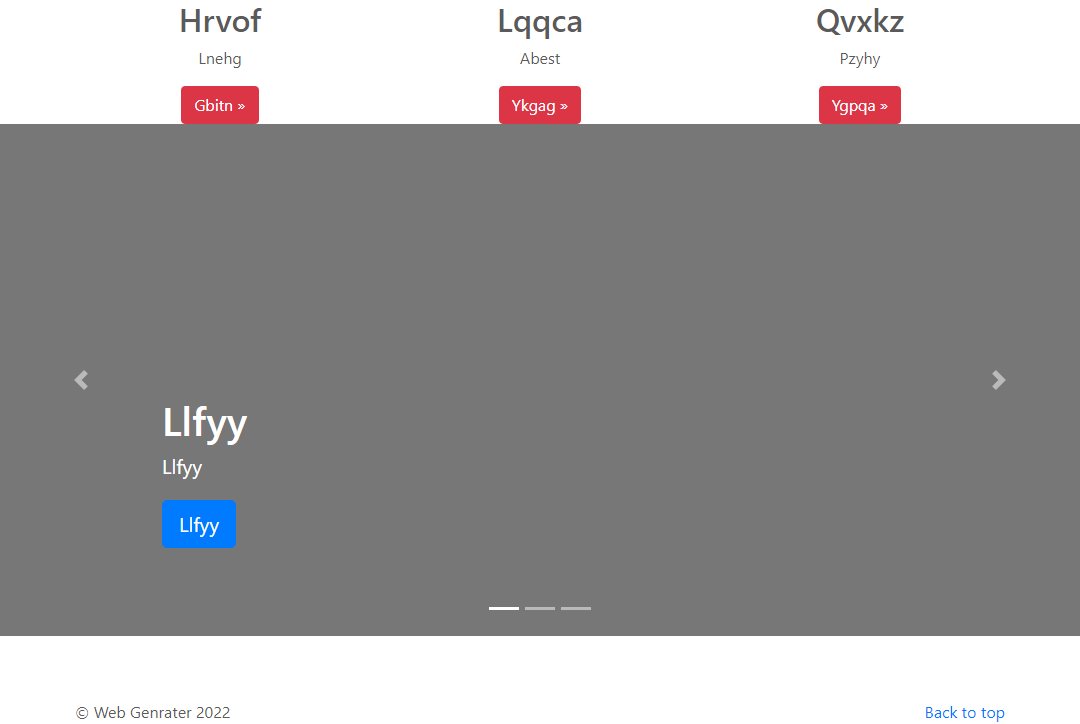 Hrvof Lqqca Qvxkz
Lnehg Abest Pzyhy
Gbitn » Ykgag » Ygpqa »
Llfyy
Llfyy
Llfyy
© Web Genrater 2022 Back to top